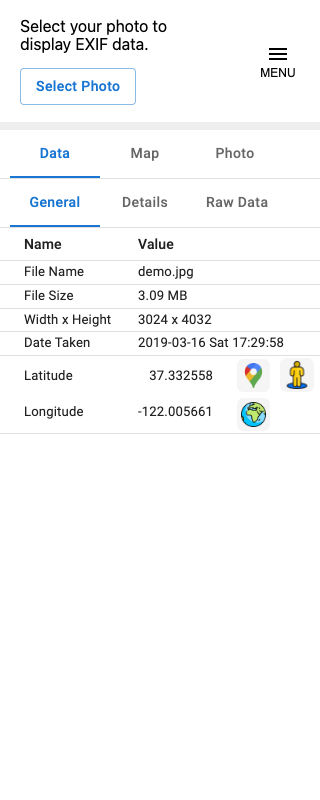 Select your photo to
display EXIF data.
MENU
Select Photo
Data Map Photo
General Details Raw Data
Name Value
File Name demo.jpg
File Size 3.09 MB
Width x Height 3024 x 4032
Date Taken 2019-03-16 Sat 17:29:58
Latitude 37.332558
Longitude -122.005661